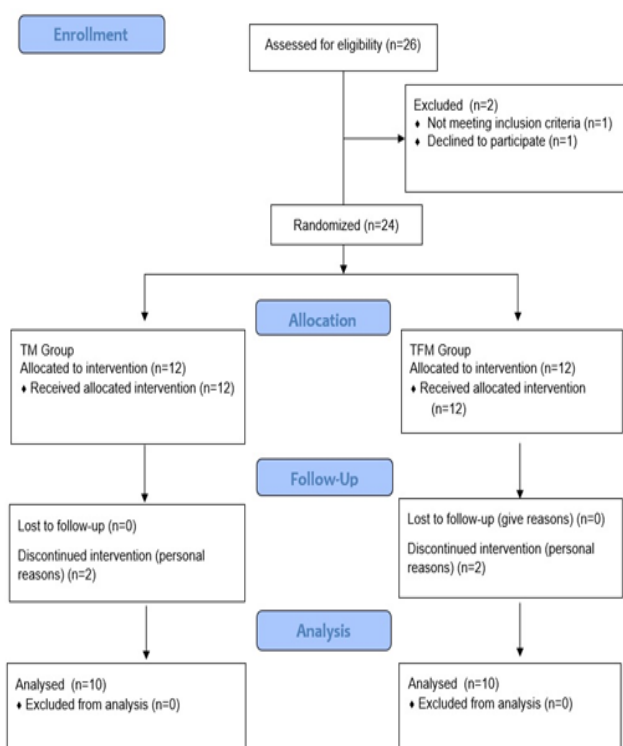 Enrollment
Assessed for eligibility (n=26)
Excluded (n=2)
♦ Not meeting inclusion criteria (n=1)
♦ Declined to participate (n=1)
Randomized (n=24)
Allocation
TM Group
Allocated to intervention (n=12)
♦ Received allocated intervention (n=12)
TFM Group
Allocated to intervention (n=12)
♦ Received allocated intervention
(n=12)
Follow-Up
Lost to follow-up (n=0)
Discontinued intervention (personal
reasons) (n=2)
Lost to follow-up (give reasons) (n=0)
Discontinued intervention (personal
reasons) (n=2)
Analysis
Analysed (n=10)
♦ Excluded from analysis (n=0)
Analysed (n=10)
♦ Excluded from analysis (n=0)